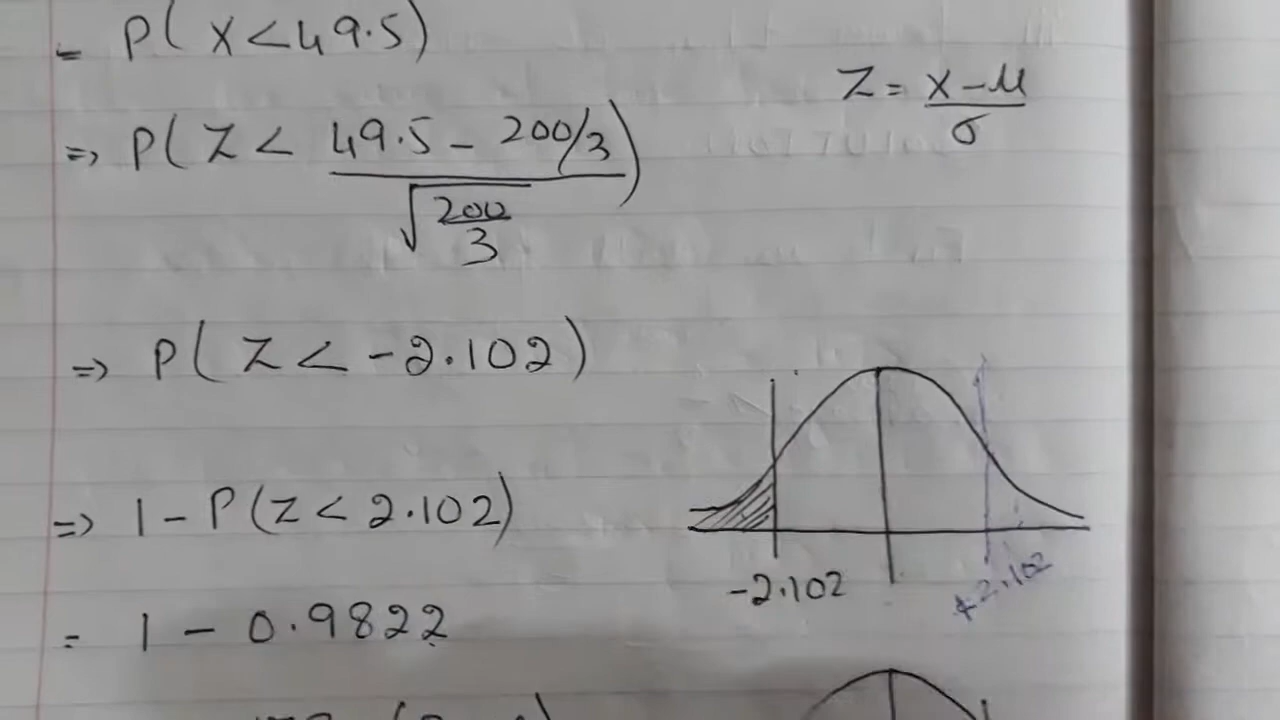 = P( X < 49.5)
Z = X - μ / σ
=> P( Z < 49.5 - 200/3 / √200/3 )
=> P( Z < -2.102)
=> 1 - P(Z < 2.102)
-2.102 +2.102
= 1 - 0.9822